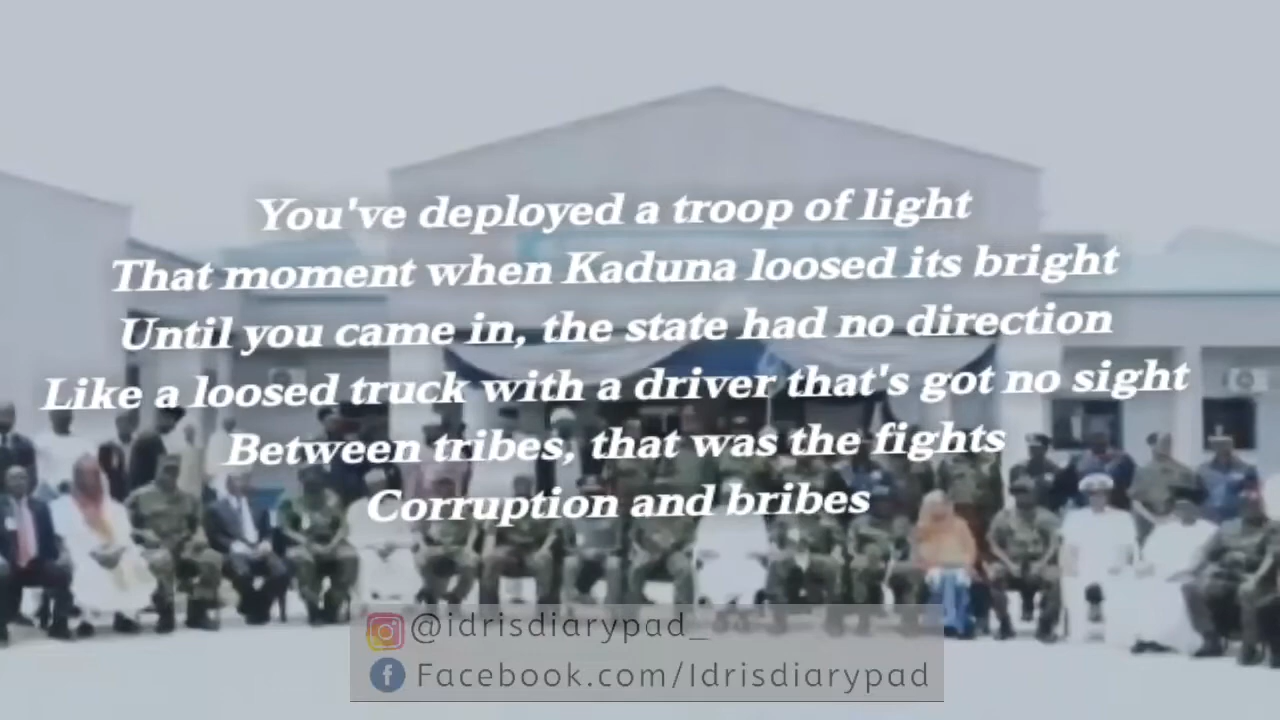 You've deployed a troop of light
That moment when Kaduna loosed its bright
Until you came in, the state had no direction
Like a loosed truck with a driver that's got no sight
Between tribes, that was the fights
Corruption and bribes
@idrisdiarypad_
Facebook.com/Idrisdiarypad